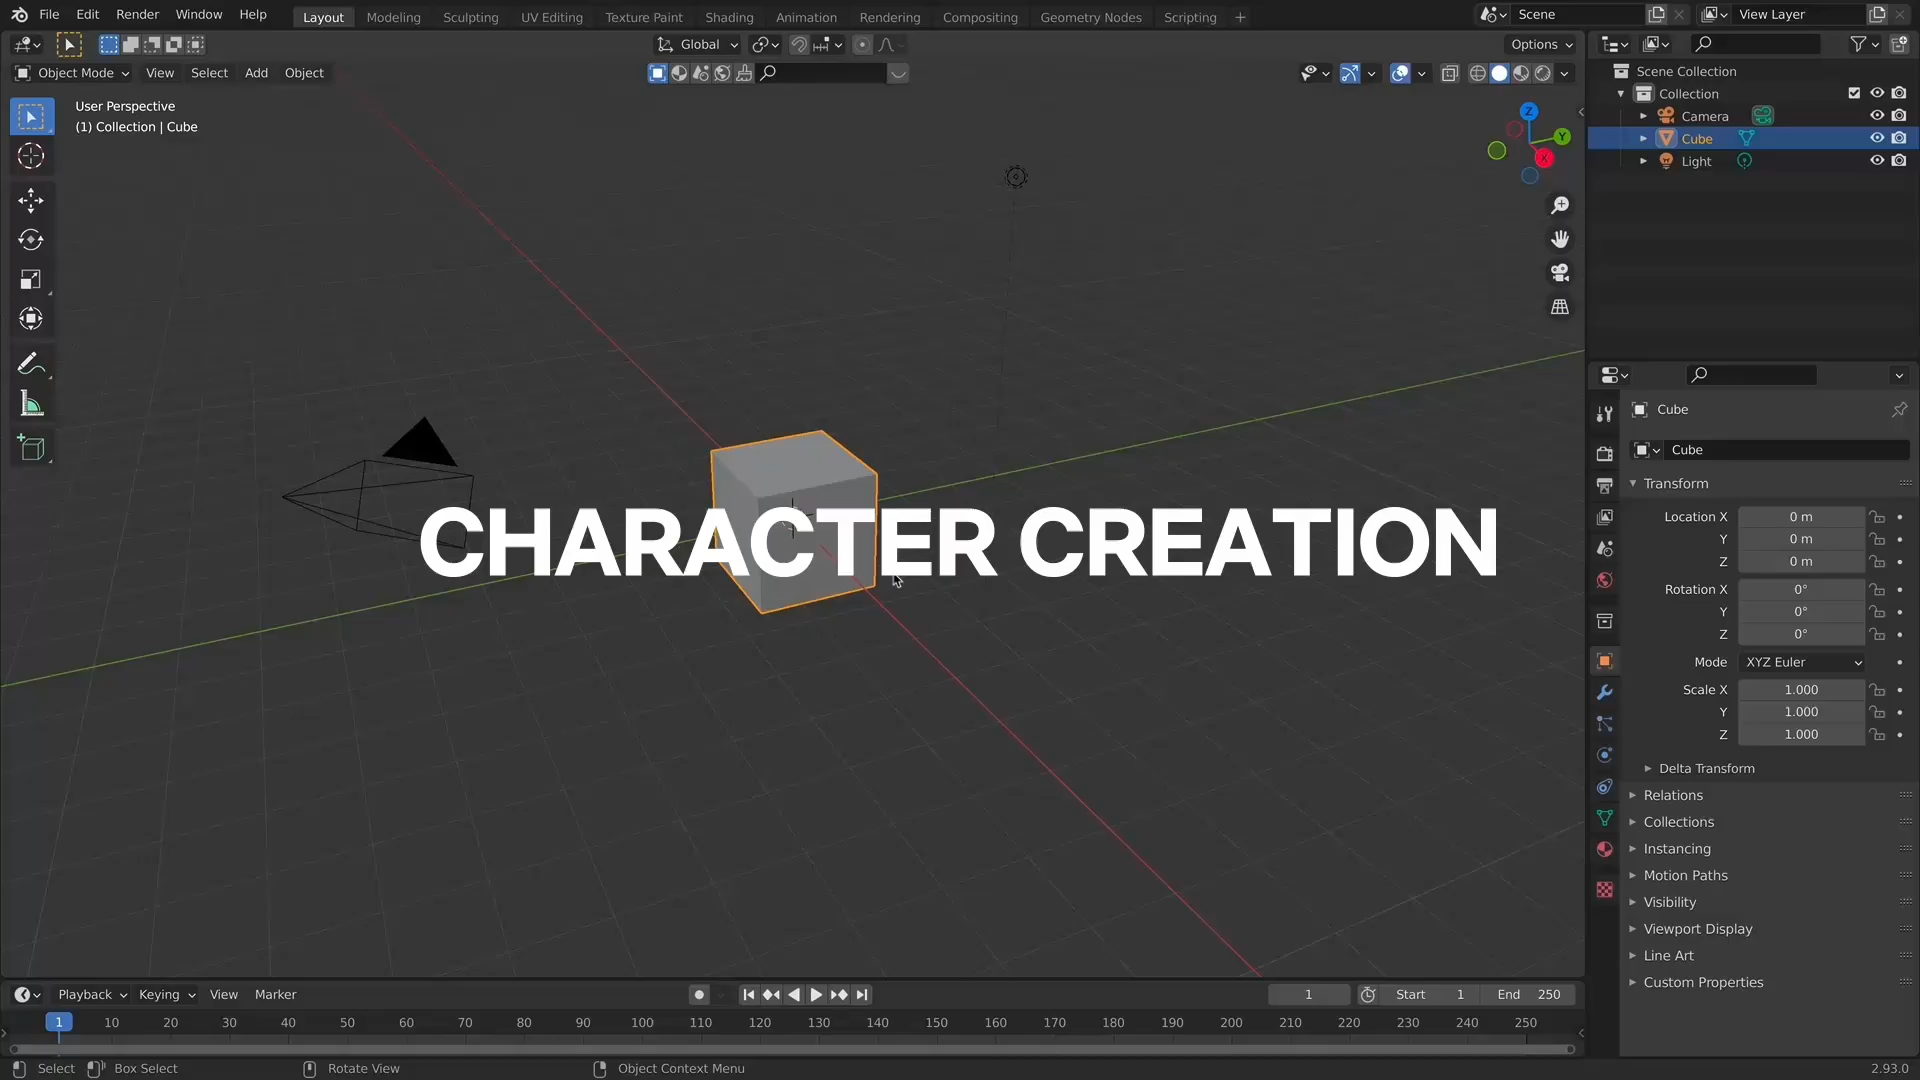 File Edit Render Window Help Layout Modeling Sculpting UV Editing Texture Paint Shading Animation Rendering Compositing Geometry Nodes Scripting + Scene View Layer
Global Options
Object Mode View Select Add Object
User Perspective
(1) Collection | Cube
Z
Y
X
CHARACTER CREATION
Scene Collection
Collection
Camera
Cube
Light
Cube
Cube
Transform
Location X 0 m
Y 0 m
Z 0 m
Rotation X 0°
Y 0°
Z 0°
Mode XYZ Euler
Scale X 1.000
Y 1.000
Z 1.000
Delta Transform
Relations
Collections
Instancing
Motion Paths
Visibility
Viewport Display
Line Art
Custom Properties
Playback Keying View Marker 1 Start 1 End 250
1 10 20 30 40 50 60 70 80 90 100 110 120 130 140 150 160 170 180 190 200 210 220 230 240 250
Select Box Select Rotate View Object Context Menu 2.93.0